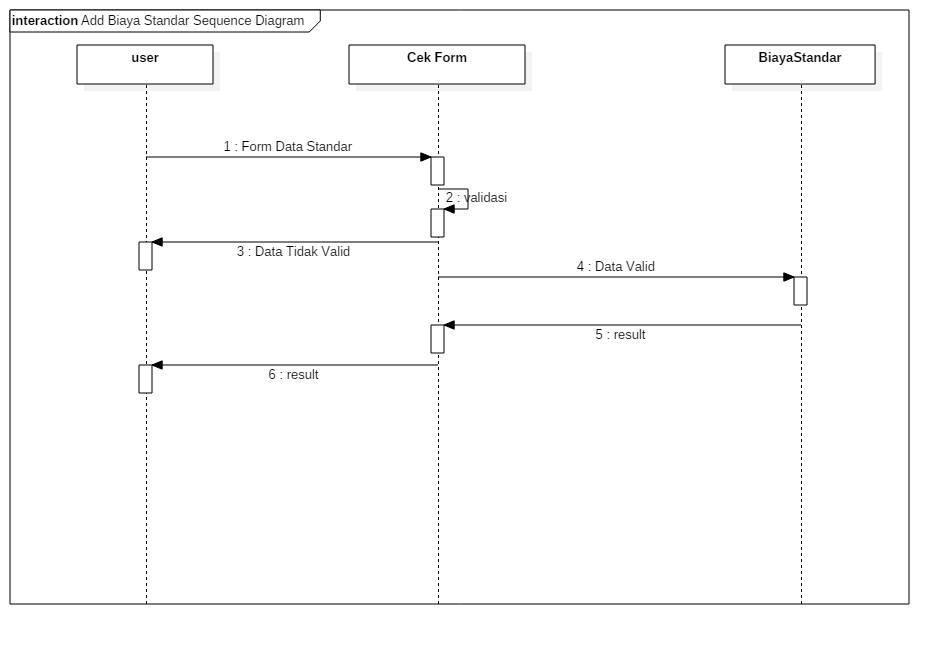 interaction Add Biaya Standar Sequence Diagram
user
Cek Form
BiayaStandar
1 : Form Data Standar
2 : validasi
3 : Data Tidak Valid
4 : Data Valid
5 : result
6 : result